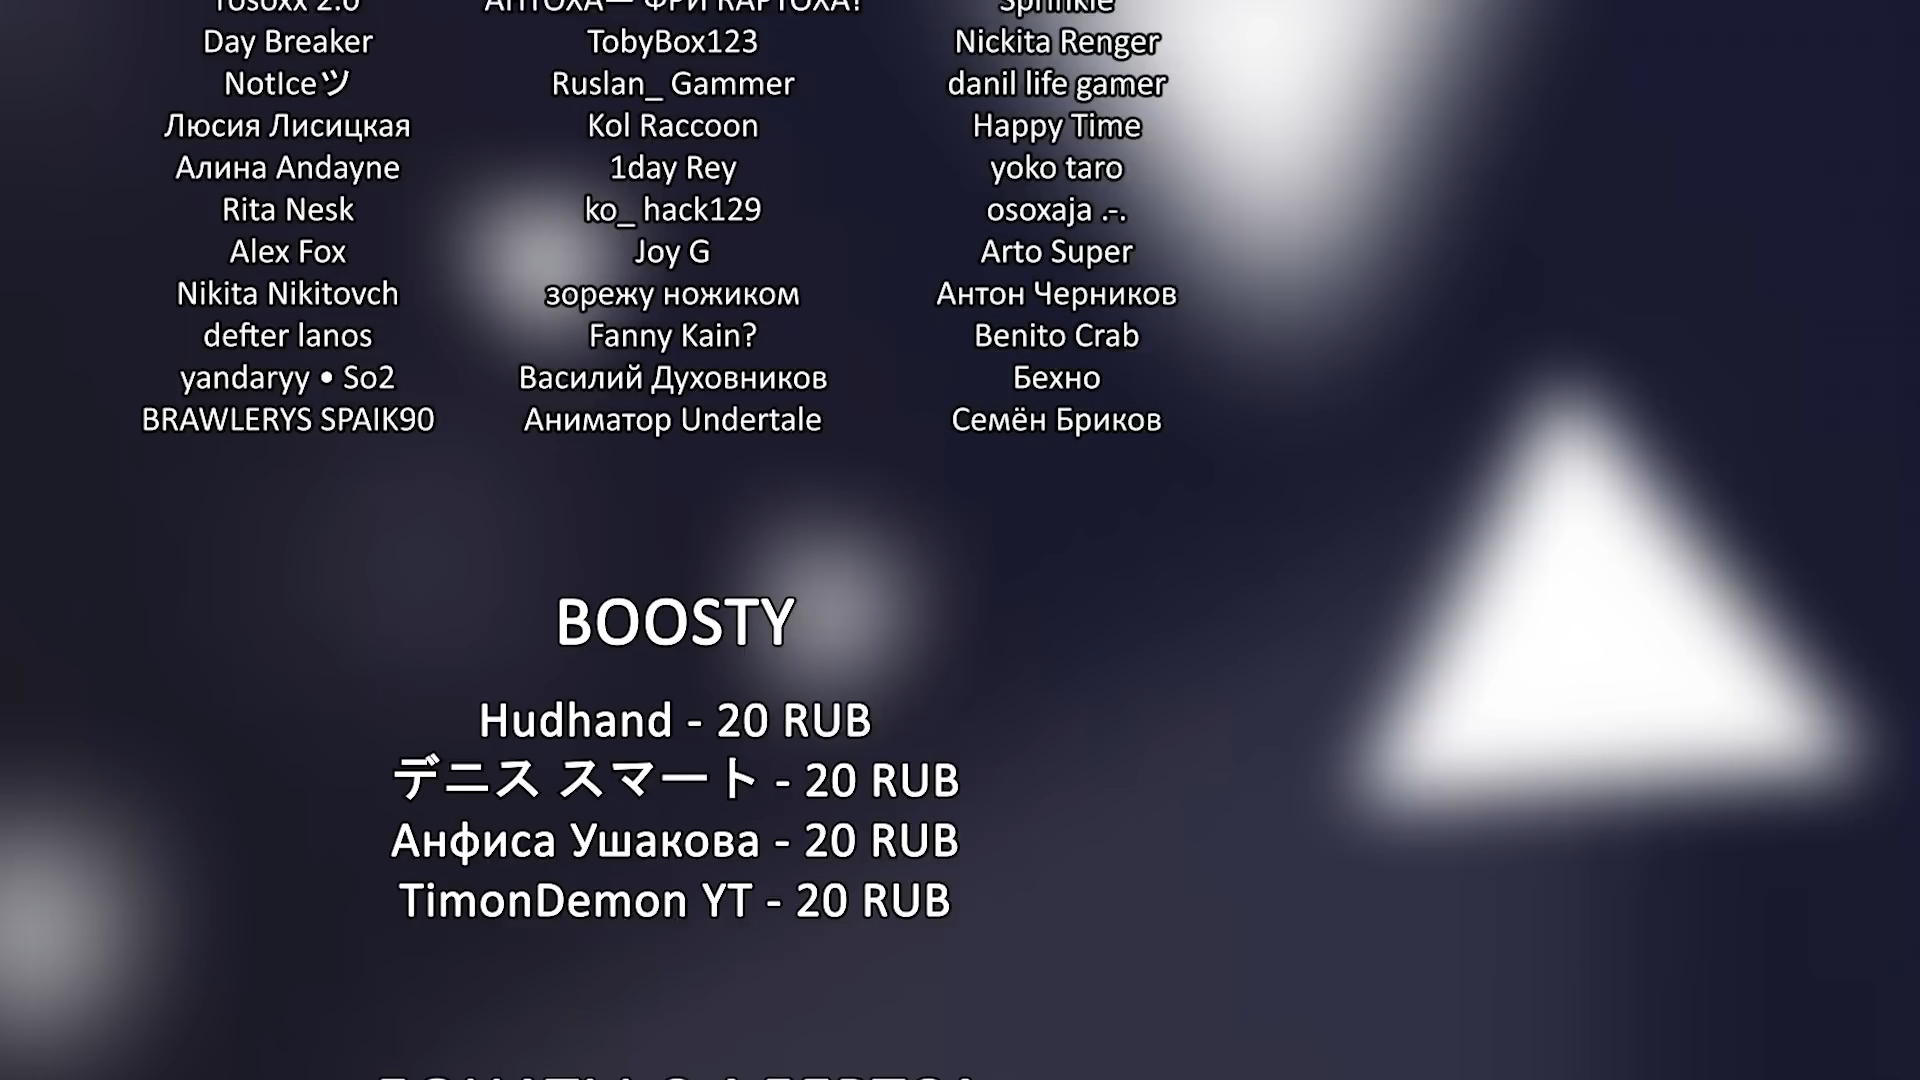 Day Breaker TobyBox123 Nickita Renger
NotIceツ Ruslan_ Gammer danil life gamer
Люсия Лисицкая Kol Raccoon Happy Time
Алина Andayne 1day Rey yoko taro
Rita Nesk ko_ hack129 osoxaja .-.
Alex Fox Joy G Arto Super
Nikita Nikitovch зорежу ножиком Антон Черников
defter lanos Fanny Kain? Benito Crab
yandaryy • So2 Василий Духовников Бехно
BRAWLERYS SPAIK90 Аниматор Undertale Семён Бриков
BOOSTY
Hudhand - 20 RUB
デニス スマート - 20 RUB
Анфиса Ушакова - 20 RUB
TimonDemon YT - 20 RUB